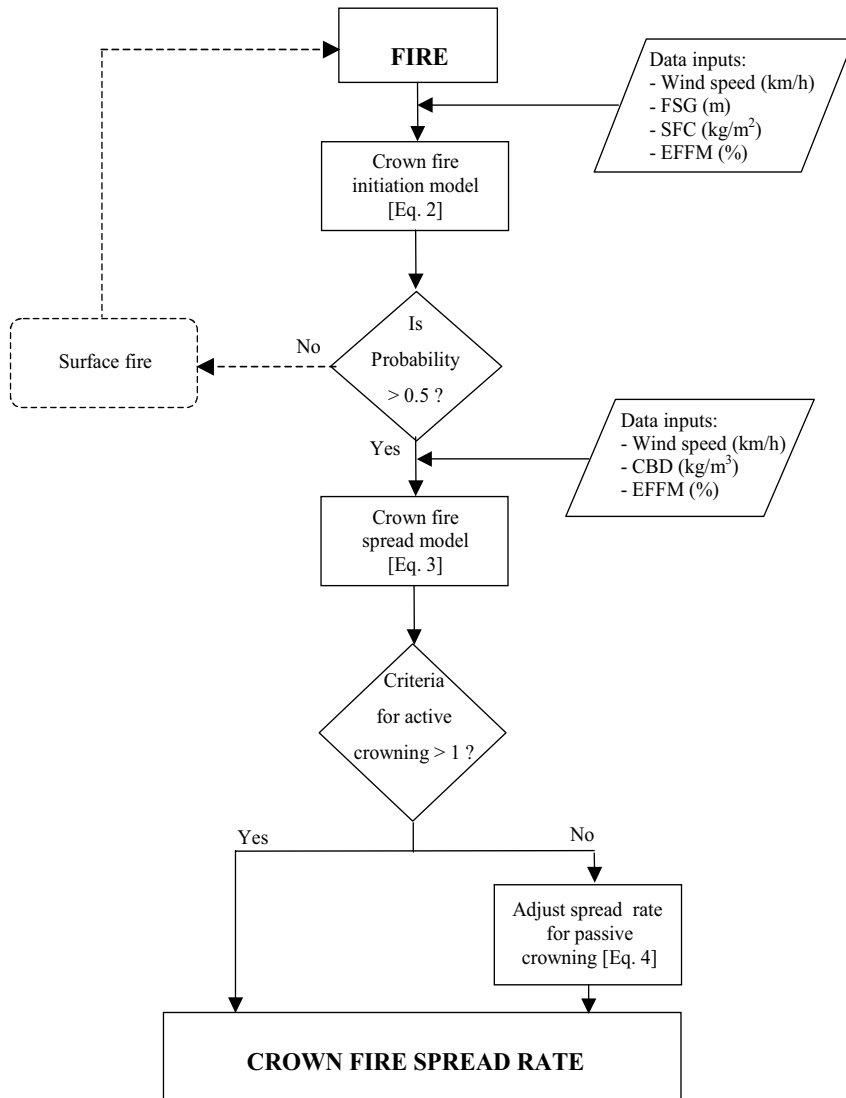 FIRE
Data inputs:
- Wind speed (km/h)
- FSG (m)
- SFC (kg/m²)
- EFFM (%)
Crown fire
initiation model
[Eq. 2]
Is
Probability
> 0.5 ?
No
Surface fire
Yes
Data inputs:
- Wind speed (km/h)
- CBD (kg/m³)
- EFFM (%)
Crown fire
spread model
[Eq. 3]
Criteria
for active
crowning > 1 ?
Yes
No
Adjust spread rate
for passive
crowning [Eq. 4]
CROWN FIRE SPREAD RATE